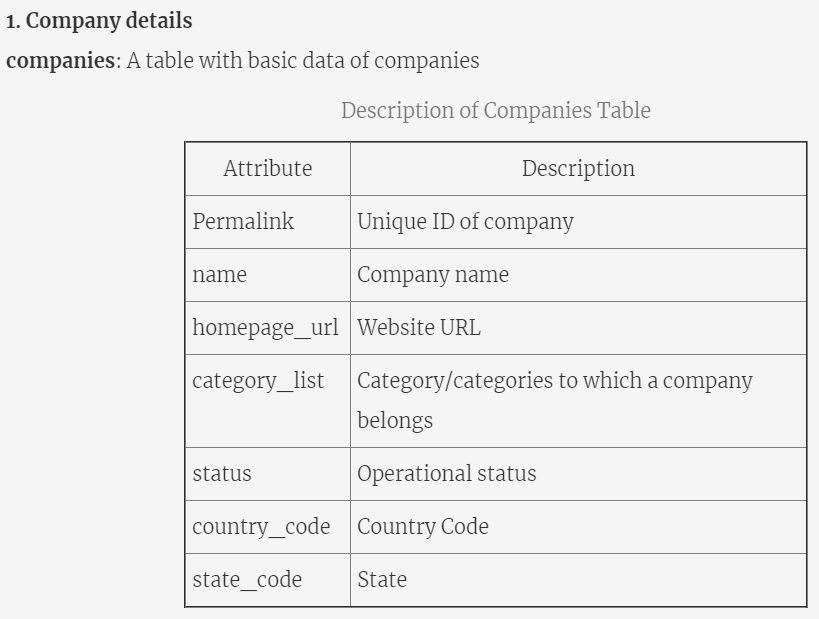 1. Company details
companies: A table with basic data of companies
Description of Companies Table
Attribute Description
Permalink Unique ID of company
name Company name
homepage_url Website URL
category_list Category/categories to which a company
belongs
status Operational status
country_code Country Code
state_code State